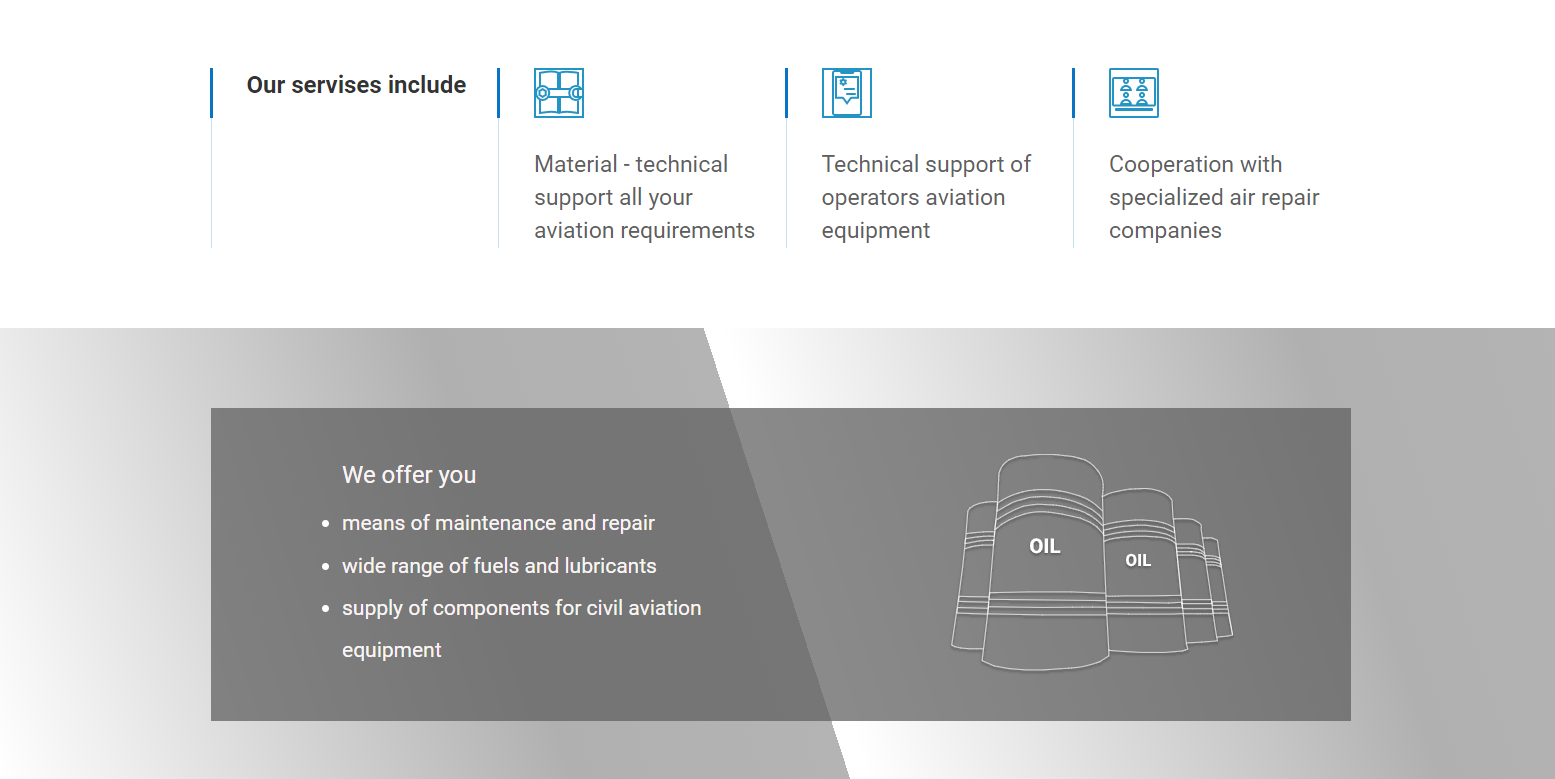 Our servises include
Material - technical
support all your
aviation requirements
Technical support of
operators aviation
equipment
Cooperation with
specialized air repair
companies
We offer you
means of maintenance and repair
wide range of fuels and lubricants
supply of components for civil aviation
equipment
OIL
OIL